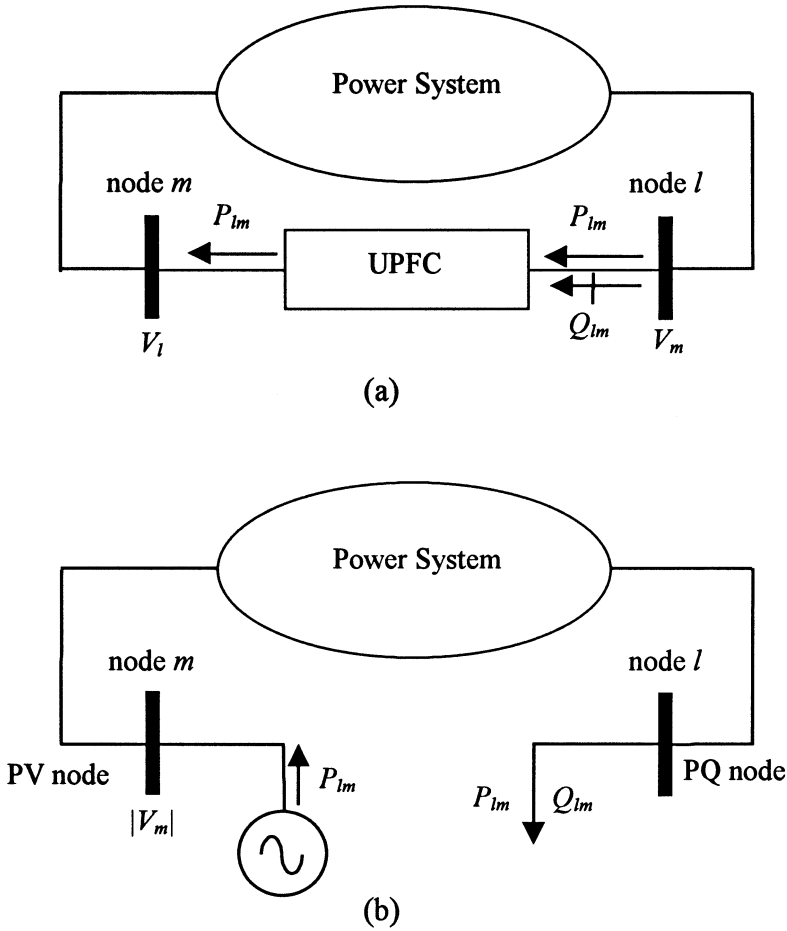 Power System
node m
node l
P_lm
P_lm
UPFC
Q_lm
V_l
V_m
(a)
Power System
node m
node l
PV node
PQ node
P_lm
P_lm Q_lm
|V_m|
(b)